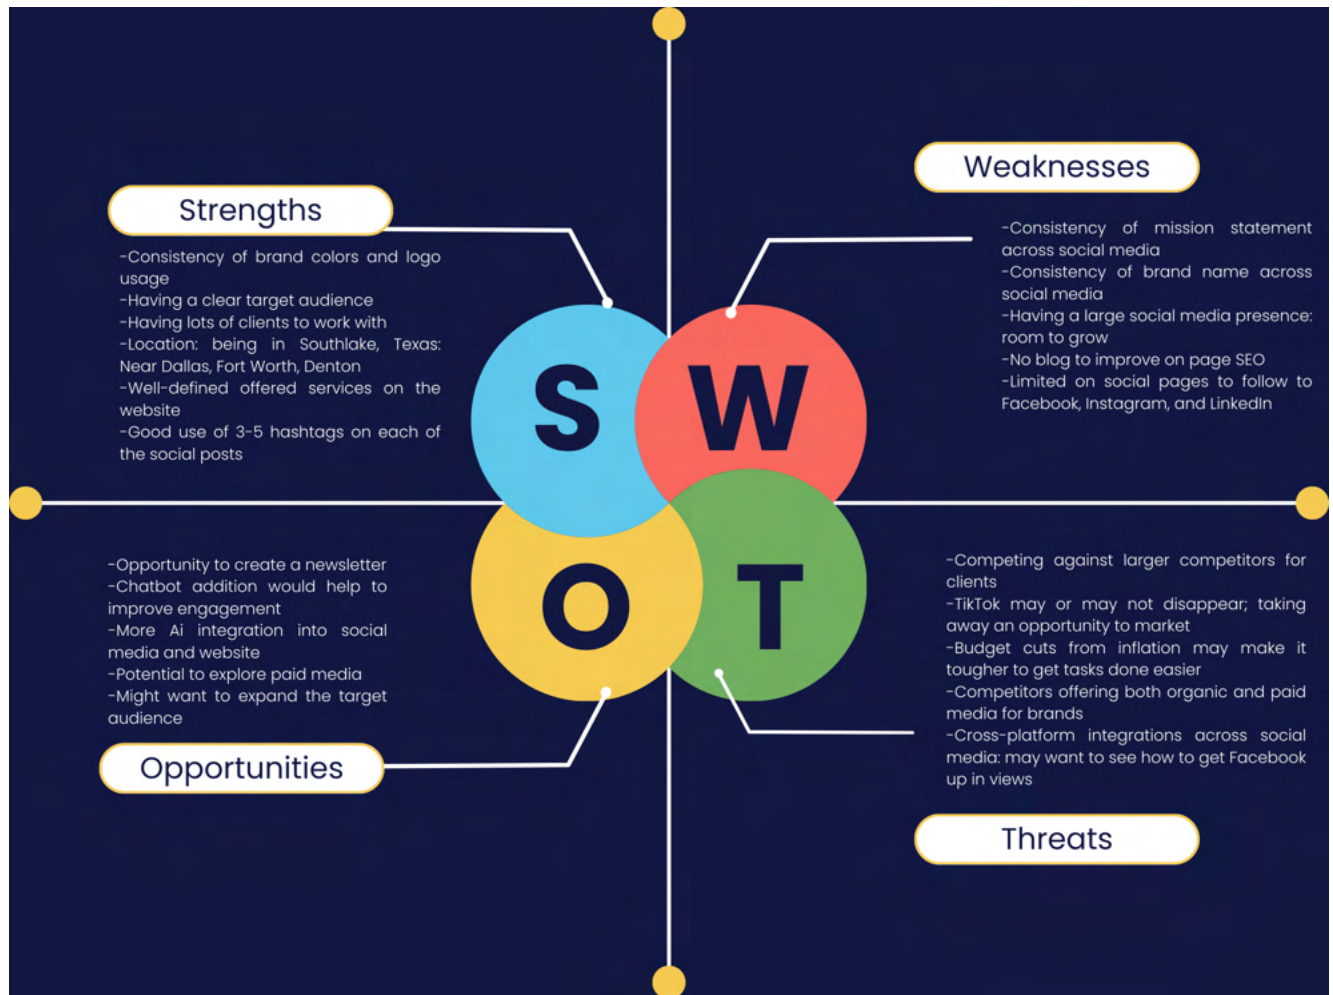 Strengths
-Consistency of brand colors and logo
usage
-Having a clear target audience
-Having lots of clients to work with
-Location: being in Southlake, Texas:
Near Dallas, Fort Worth, Denton
-Well-defined offered services on the
website
-Good use of 3-5 hashtags on each of
the social posts
Weaknesses
-Consistency of mission statement
across social media
-Consistency of brand name across
social media
-Having a large social media presence:
room to grow
-No blog to improve on page SEO
-Limited on social pages to follow to
Facebook, Instagram, and LinkedIn
S
W
O
T
-Opportunity to create a newsletter
-Chatbot addition would help to
improve engagement
-More Ai integration into social
media and website
-Potential to explore paid media
-Might want to expand the target
audience
Opportunities
-Competing against larger competitors for
clients
-TikTok may or may not disappear; taking
away an opportunity to market
-Budget cuts from inflation may make it
tougher to get tasks done easier
-Competitors offering both organic and paid
media for brands
-Cross-platform integrations across social
media: may want to see how to get Facebook
up in views
Threats